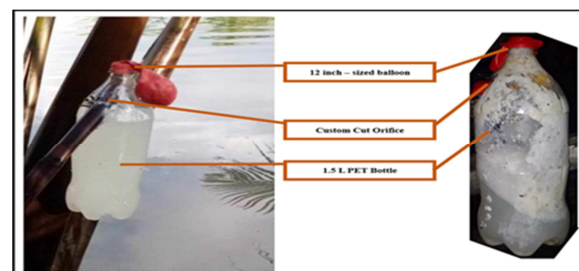 12 inch – sized balloon
Custom Cut Orifice
1.5 L PET Bottle